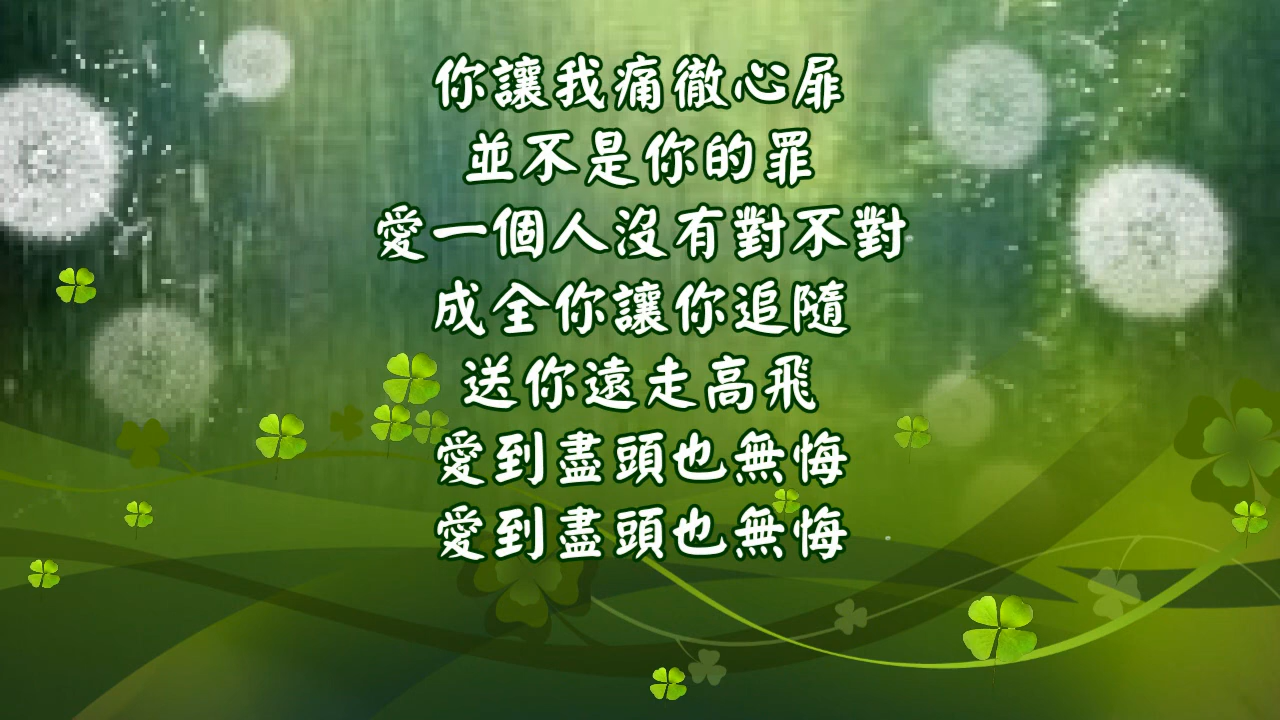 你讓我痛徹心扉
並不是你的罪
愛一個人沒有對不對
成全你讓你追隨
送你遠走高飛
愛到盡頭也無悔
愛到盡頭也無悔